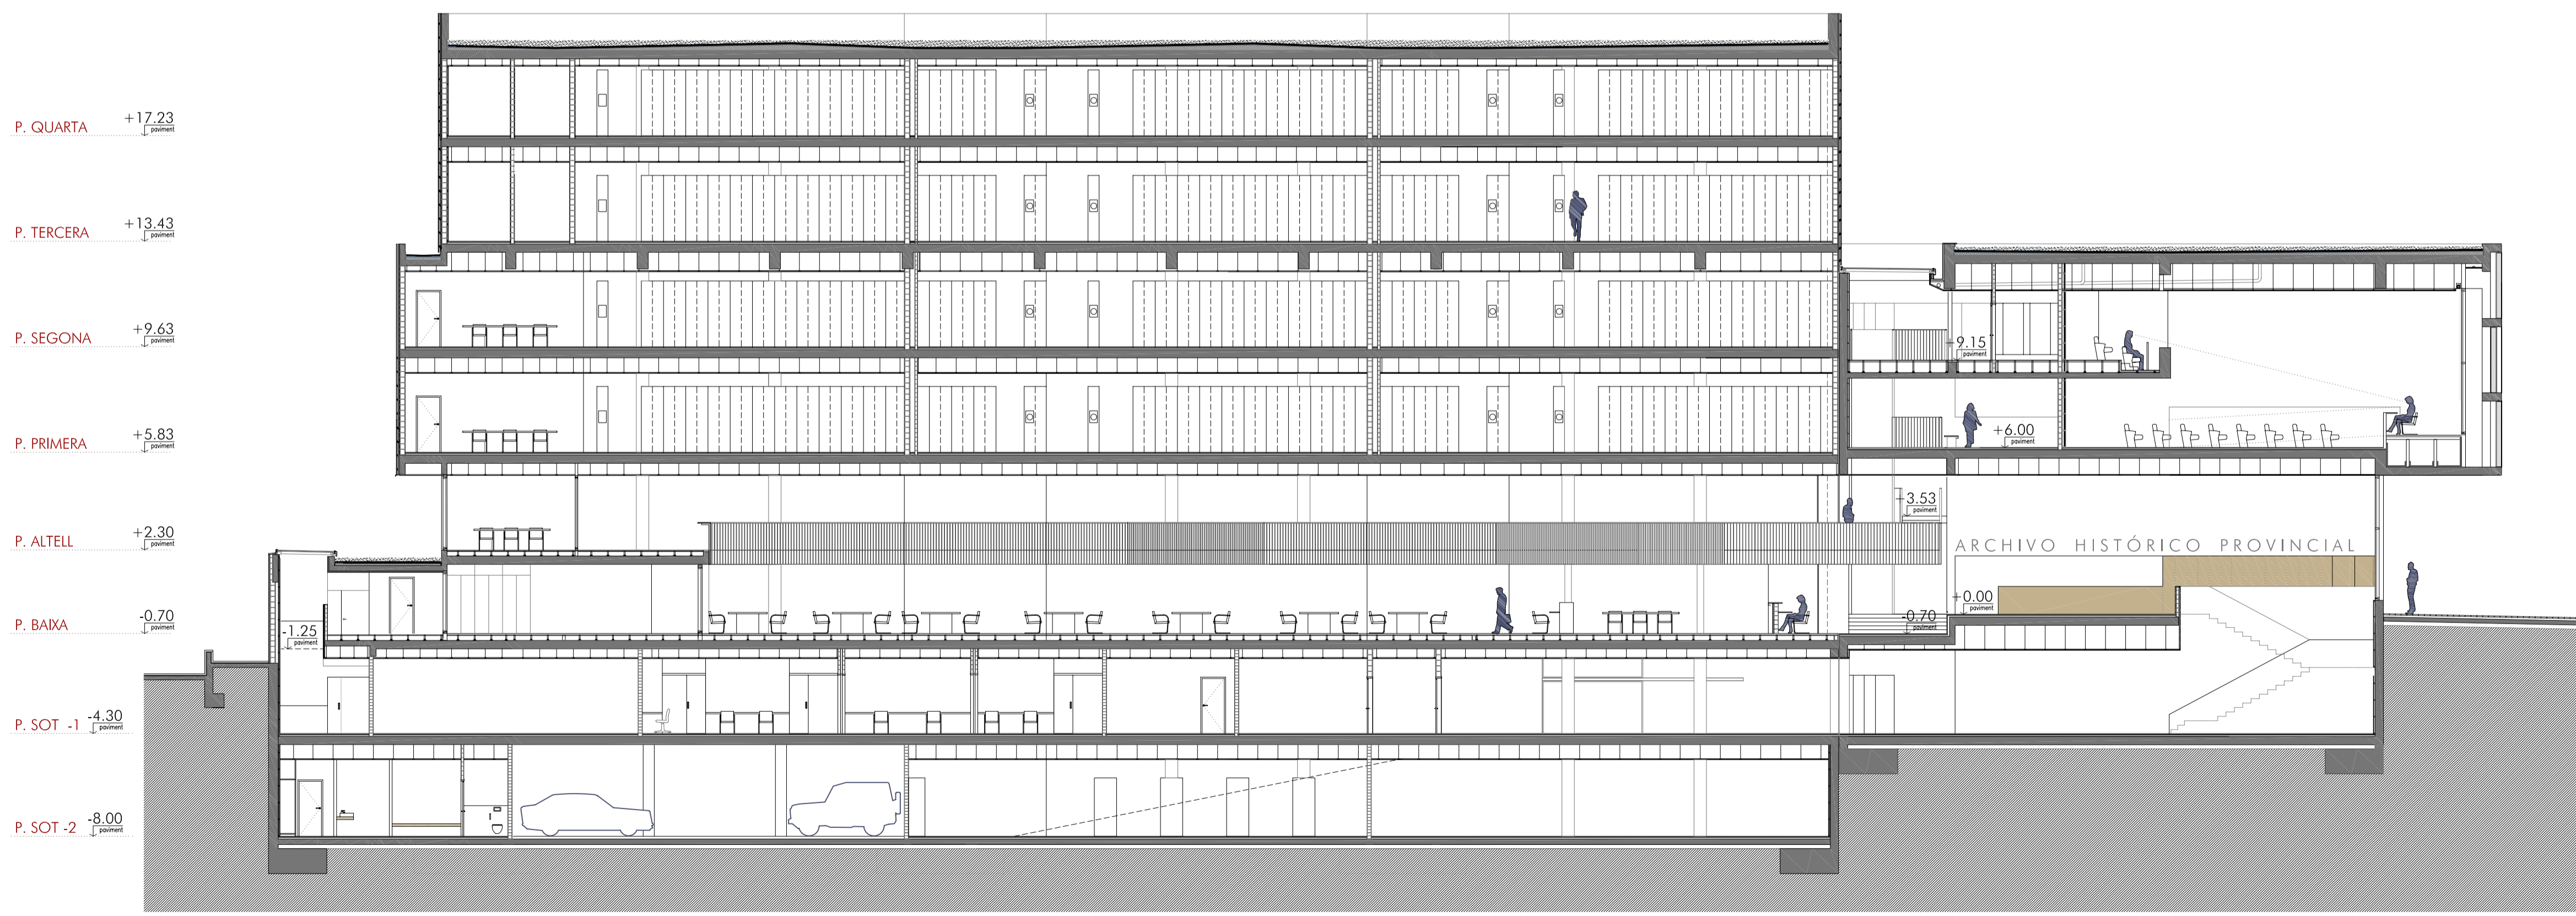 P. QUARTA +17.23
paviment
P. TERCERA +13.43
paviment
P. SEGONA +9.63
paviment
+9.15
paviment
P. PRIMERA +5.83
paviment
+6.00
paviment
+3.53
paviment
P. ALTELL +2.30
paviment
ARCHIVO HISTÓRICO PROVINCIAL
+0.00
paviment
P. BAIXA -0.70
paviment
-0.70
paviment
-1.25
paviment
P. SOT -1 -4.30
paviment
P. SOT -2 -8.00
paviment